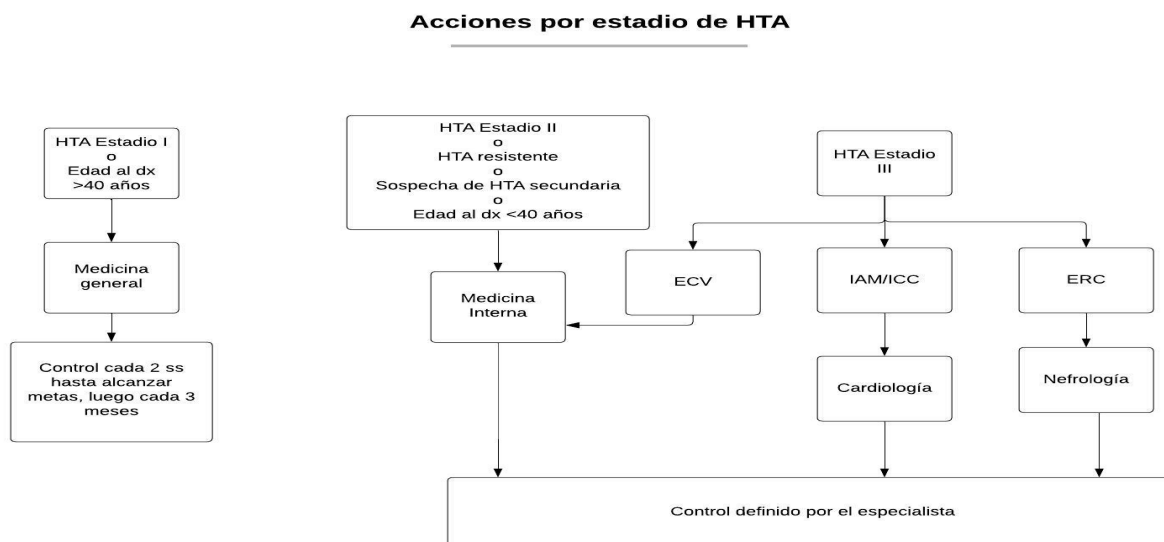 Acciones por estadio de HTA
HTA Estadio I
o
Edad al dx
>40 años
Medicina
general
Control cada 2 ss
hasta alcanzar
metas, luego cada 3
meses
HTA Estadio II
o
HTA resistente
o
Sospecha de HTA secundaria
o
Edad al dx <40 años
Medicina
Interna
HTA Estadio
III
ECV
IAM/ICC
ERC
Cardiología
Nefrología
Control definido por el especialista